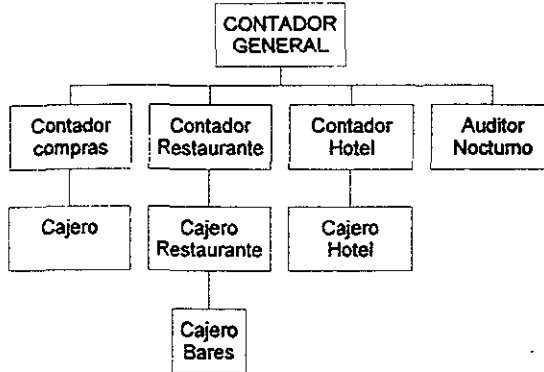 CONTADOR
GENERAL
Contador
compras
Contador
Restaurante
Contador
Hotel
Auditor
Nocturno
Cajero
Cajero
Restaurante
Cajero
Hotel
Cajero
Bares